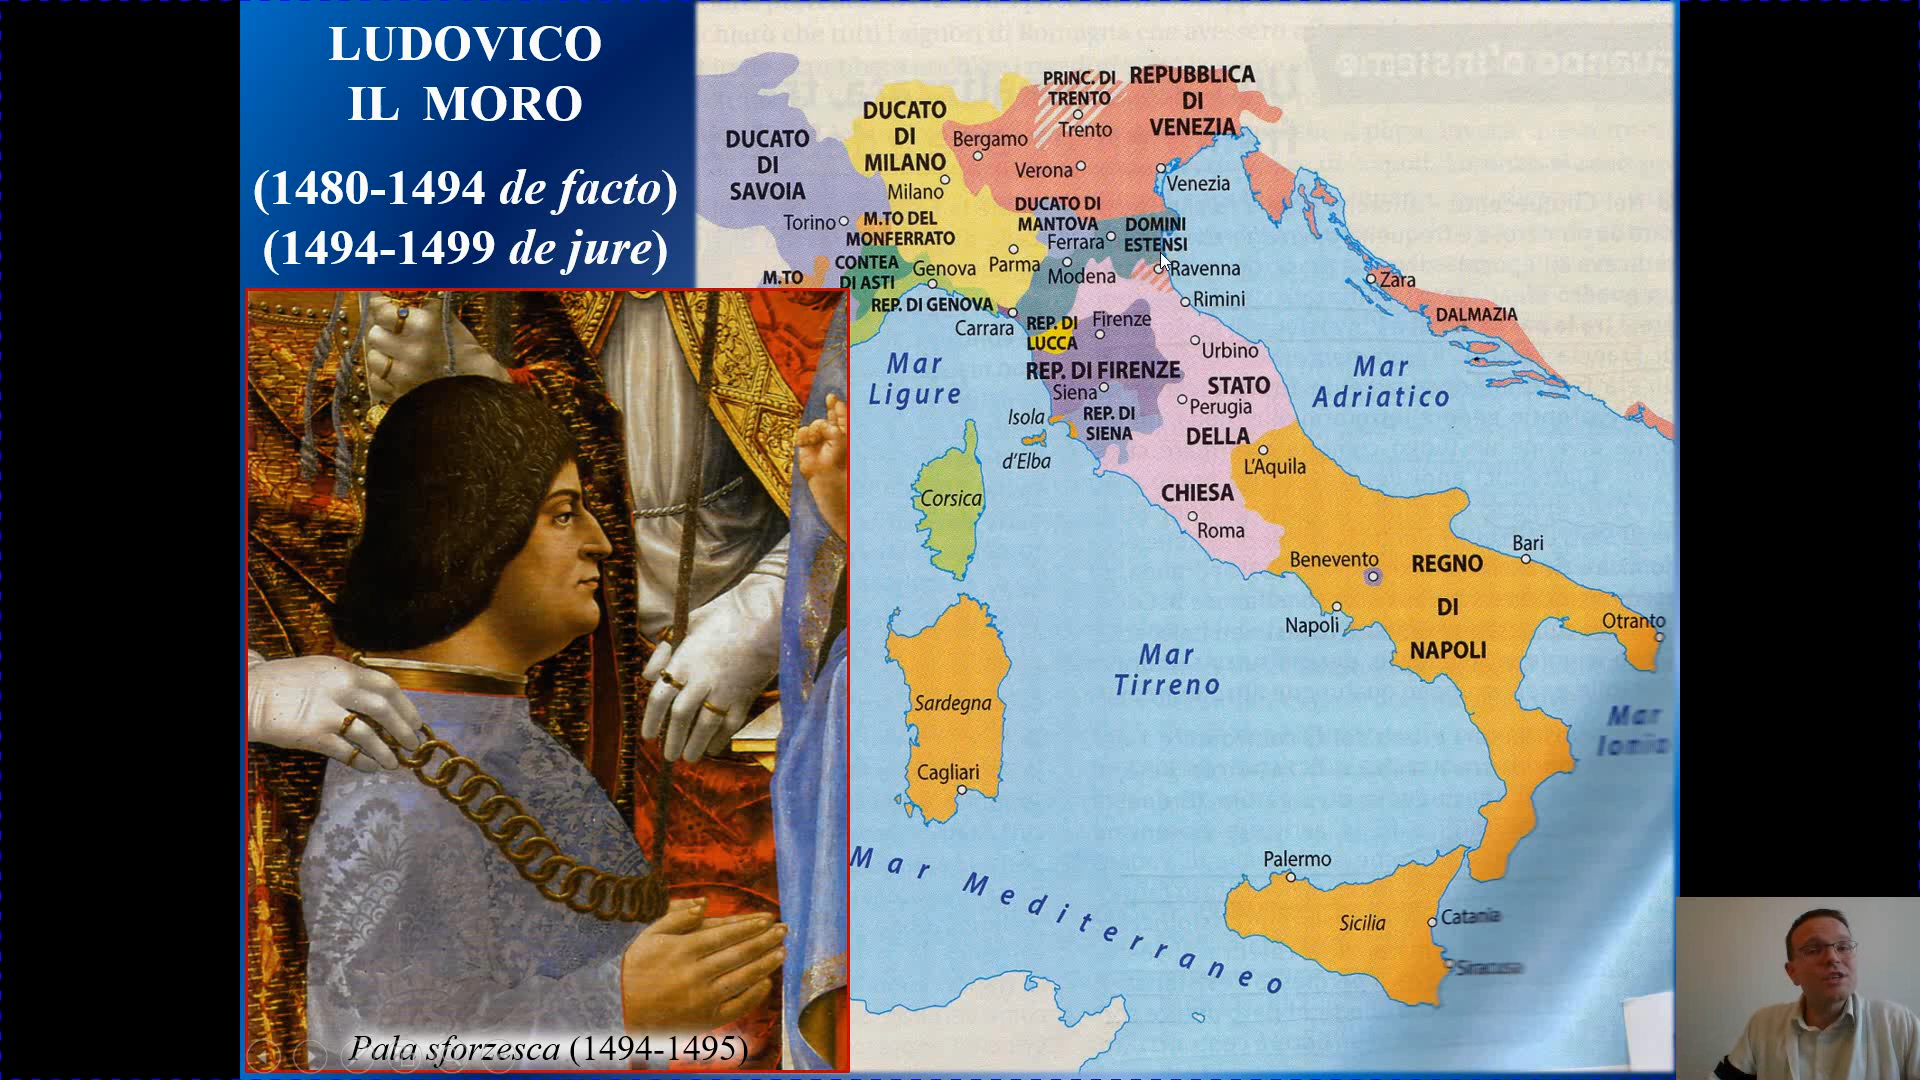 LUDOVICO
IL MORO
(1480-1494 de facto)
(1494-1499 de jure)
Pala sforzesca (1494-1495)
PRINC. DI
TRENTO
Trento
REPUBBLICA
DI
VENEZIA
DUCATO
DI
MILANO
Milano
Bergamo
Verona
Venezia
DUCATO
DI
SAVOIA
Torino
M.TO DEL
MONFERRATO
DUCATO DI
MANTOVA
DOMINI
ESTENSI
Ferrara
CONTEA
DI ASTI
M.TO
Genova
Parma
Modena
Ravenna
REP. DI GENOVA
Rimini
Carrara
REP. DI
LUCCA
Firenze
Zara
DALMAZIA
Urbino
REP. DI FIRENZE
Siena
REP. DI
SIENA
STATO
Perugia
DELLA
CHIESA
Mar
Ligure
Mar
Adriatico
Isola
d'Elba
L'Aquila
Corsica
Roma
Benevento
Bari
REGNO
DI
NAPOLI
Napoli
Otranto
Mar
Tirreno
Sardegna
Cagliari
Mar
Ionio
Mar Mediterraneo
Palermo
Sicilia
Catania
Siracusa